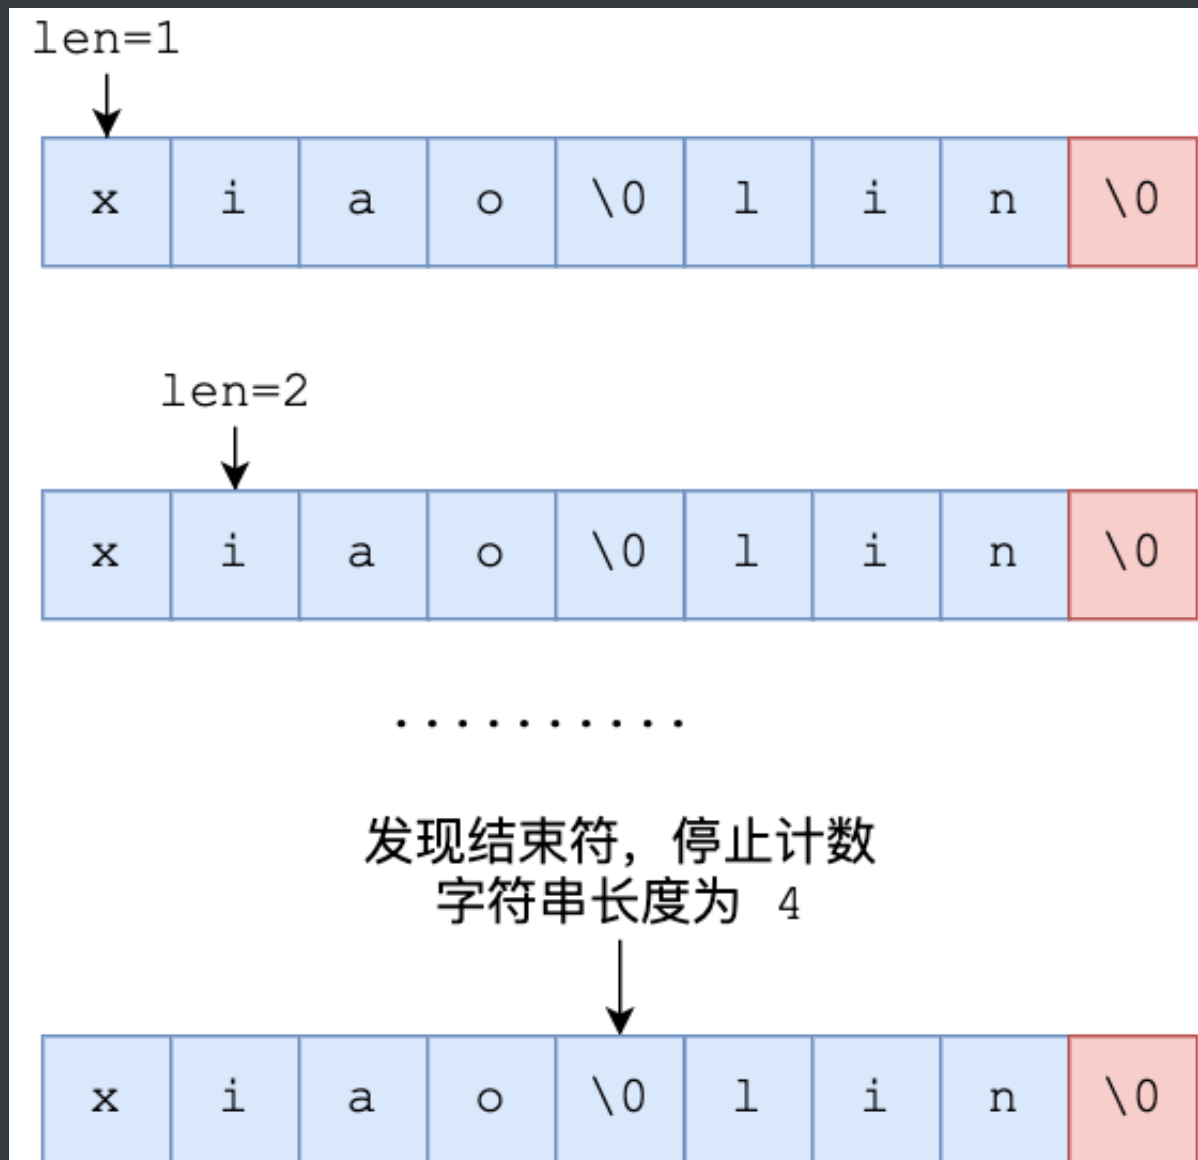 len=1
x i a o \0 l i n \0
len=2
x i a o \0 l i n \0
..........
发现结束符，停止计数
字符串长度为 4
x i a o \0 l i n \0